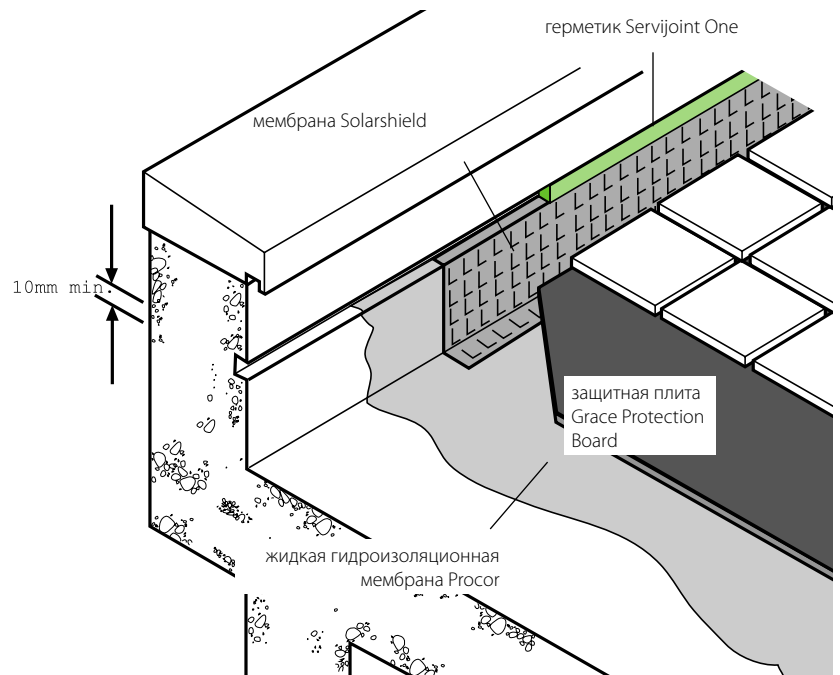 герметик Servijoint One
мембрана Solarshield
10mm min.
защитная плита
Grace Protection
Board
жидкая гидроизоляционная
мембрана Procor